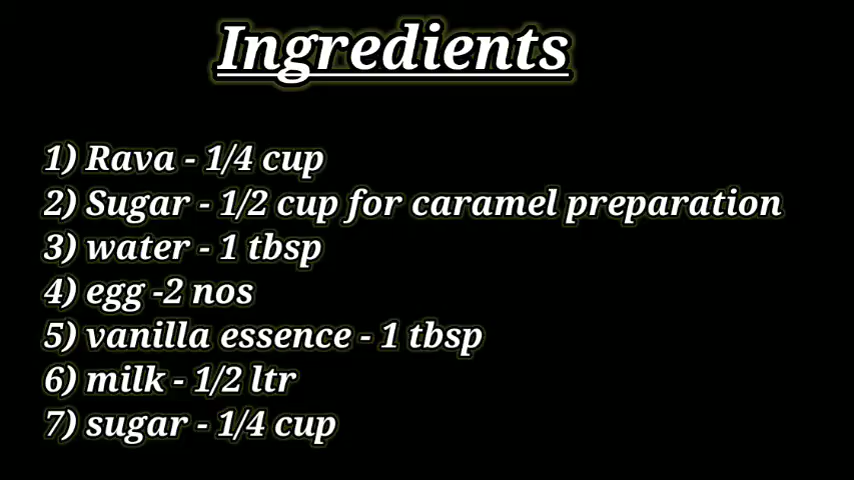 Ingredients
1) Rava - 1/4 cup
2) Sugar - 1/2 cup for caramel preparation
3) water - 1 tbsp
4) egg -2 nos
5) vanilla essence - 1 tbsp
6) milk - 1/2 ltr
7) sugar - 1/4 cup